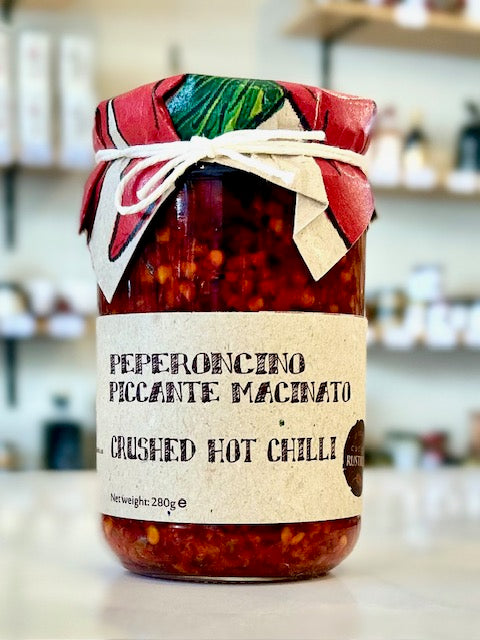 PEPERONCINO
PICCANTE MACINATO
CRUSHED HOT CHILLI
Net weight: 280g ℮